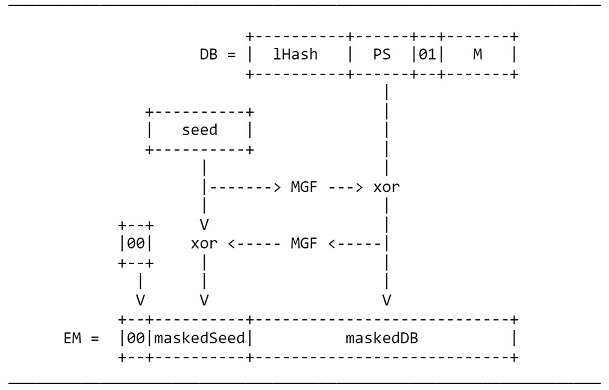 DB = | lHash | PS |01| M |
| seed |
|-------> MGF ---> xor
|00| xor <----- MGF <-----|
V V V
EM = |00|maskedSeed| maskedDB |